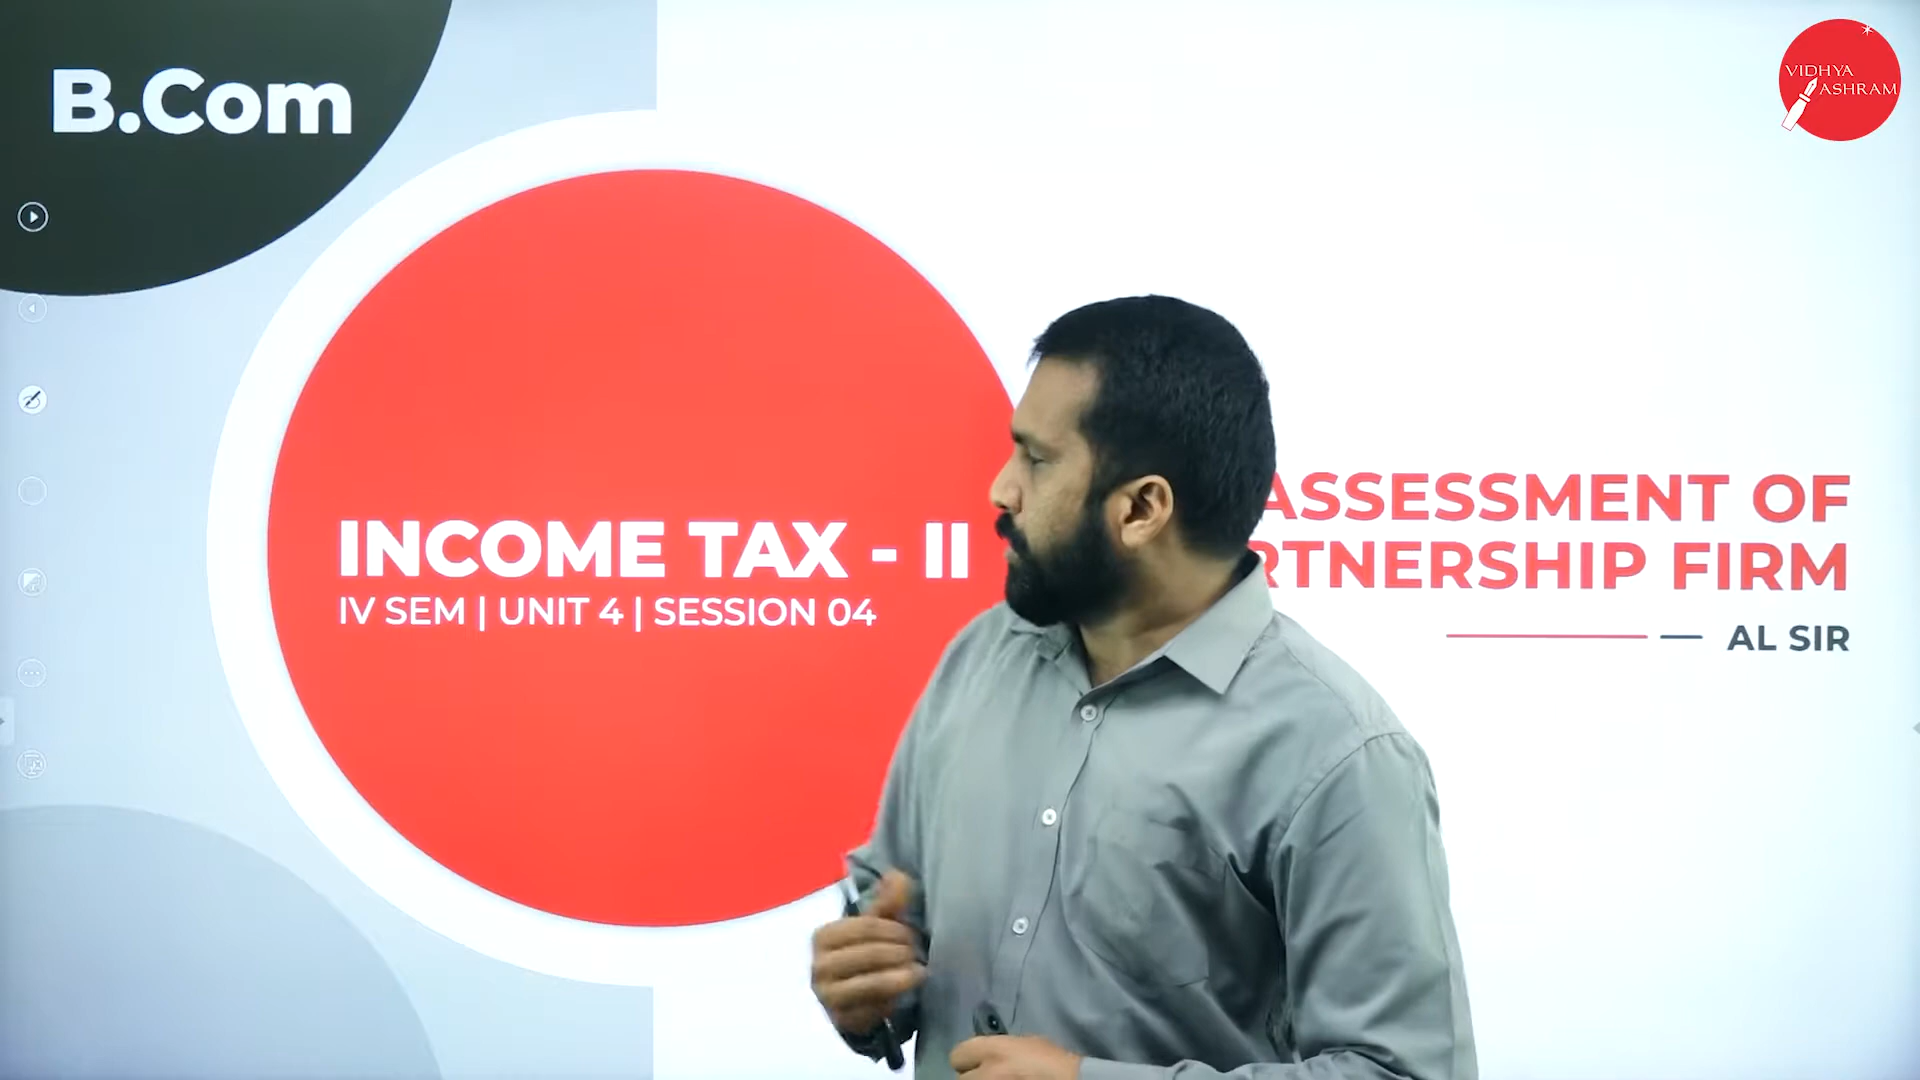 B.Com
VIDHYA
ASHRAM
INCOME TAX - II
IV SEM | UNIT 4 | SESSION 04
ASSESSMENT OF
RTNERSHIP FIRM
AL SIR